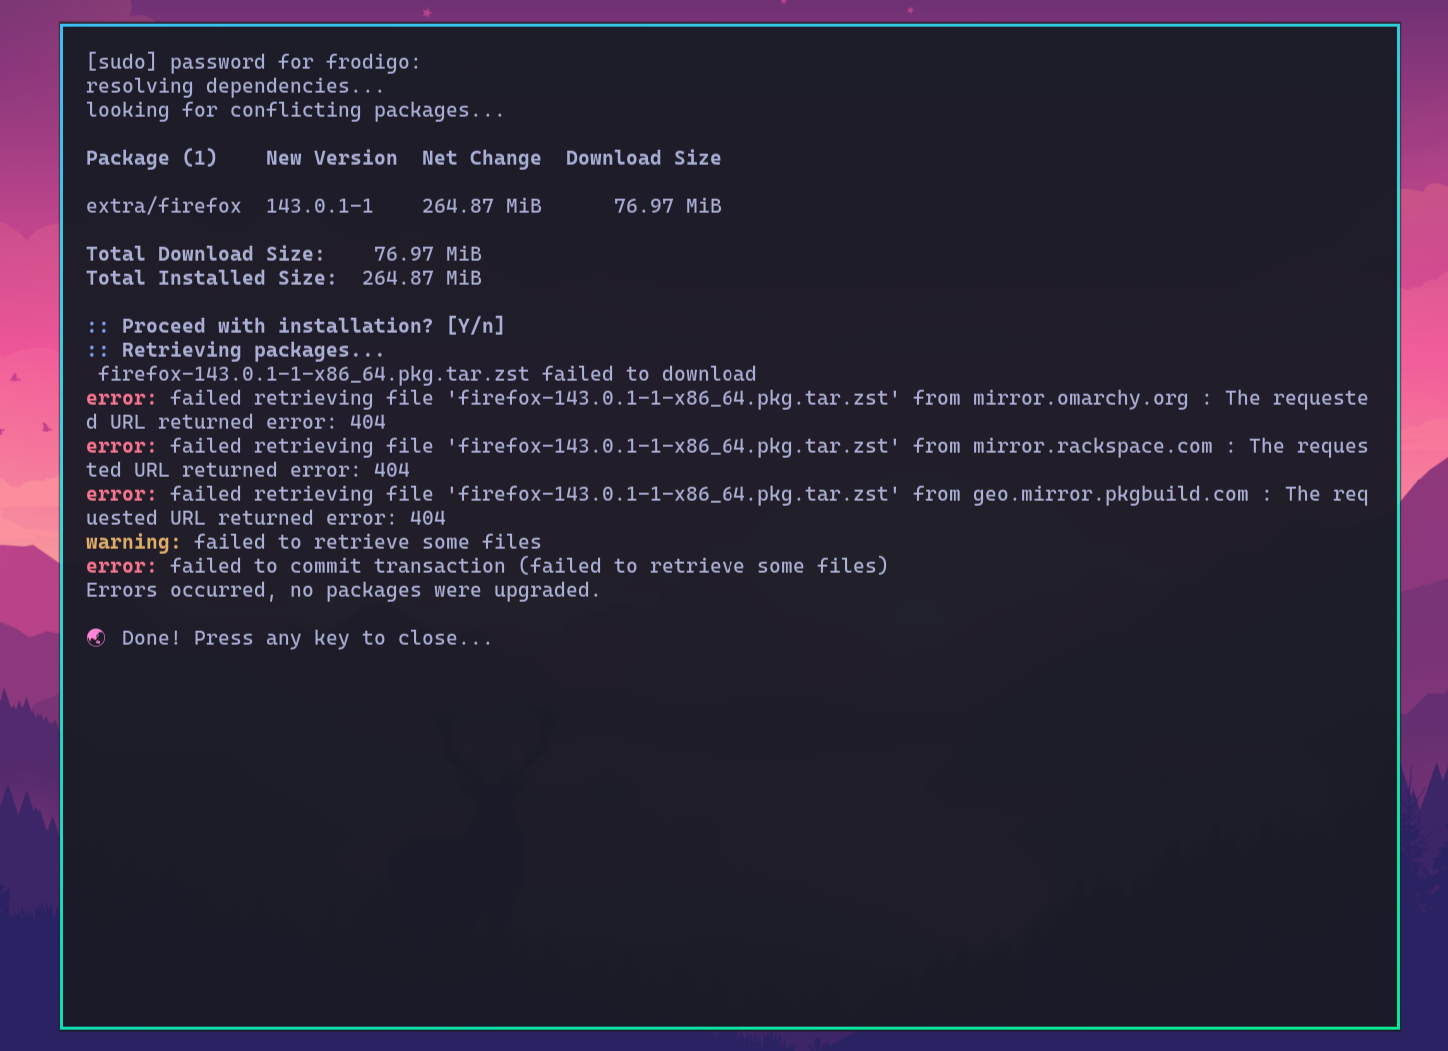 [sudo] password for frodigo:
resolving dependencies...
looking for conflicting packages...
Package (1)    New Version  Net Change  Download Size
extra/firefox  143.0.1-1    264.87 MiB      76.97 MiB
Total Download Size:    76.97 MiB
Total Installed Size:  264.87 MiB
:: Proceed with installation? [Y/n]
:: Retrieving packages...
 firefox-143.0.1-1-x86_64.pkg.tar.zst failed to download
error: failed retrieving file 'firefox-143.0.1-1-x86_64.pkg.tar.zst' from mirror.omarchy.org : The requeste
d URL returned error: 404
error: failed retrieving file 'firefox-143.0.1-1-x86_64.pkg.tar.zst' from mirror.rackspace.com : The reques
ted URL returned error: 404
error: failed retrieving file 'firefox-143.0.1-1-x86_64.pkg.tar.zst' from geo.mirror.pkgbuild.com : The req
uested URL returned error: 404
warning: failed to retrieve some files
error: failed to commit transaction (failed to retrieve some files)
Errors occurred, no packages were upgraded.
Done! Press any key to close...